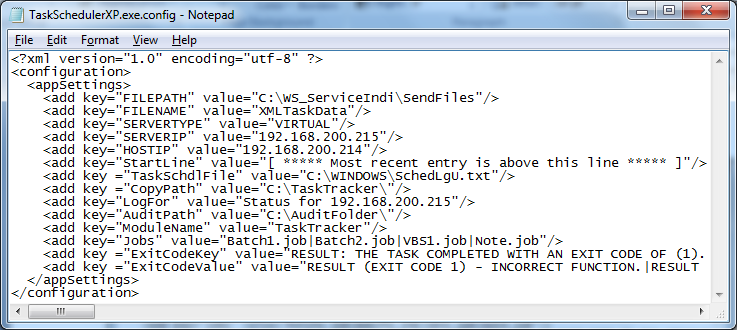 TaskSchedulerXP.exe.config - Notepad
File Edit Format View Help
<?xml version="1.0" encoding="utf-8" ?>
<configuration>
  <appSettings>
    <add key="FILEPATH" value="C:\WS_ServiceIndi\SendFiles"/>
    <add key="FILENAME" value="XMLTaskData"/>
    <add key="SERVERTYPE" value="VIRTUAL"/>
    <add key="SERVERIP" value="192.168.200.215"/>
    <add key="HOSTIP" value="192.168.200.214"/>
    <add key="StartLine" value="[ ***** Most recent entry is above this line ***** ]"/>
    <add key ="TaskSchdlFile" value="C:\WINDOWS\SchedLgU.txt"/>
    <add key ="CopyPath" value="C:\TaskTracker\"/>
    <add key="LogFor" value="Status for 192.168.200.215"/>
    <add key="AuditPath" value="C:\AuditFolder\"/>
    <add key="ModuleName" value="TaskTracker"/>
    <add key="Jobs" value="Batch1.job|Batch2.job|VBS1.job|Note.job"/>
    <add key ="ExitCodeKey" value="RESULT: THE TASK COMPLETED WITH AN EXIT CODE OF (1).
    <add key ="ExitCodeValue" value="RESULT (EXIT CODE 1) - INCORRECT FUNCTION.|RESULT
  </appSettings>
</configuration>